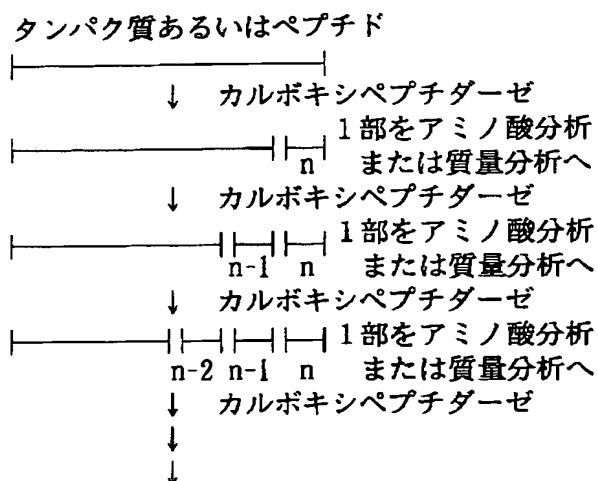 タンパク質あるいはペプチド
↓ カルボキシペプチダーゼ
1部をアミノ酸分析
n または質量分析へ
↓ カルボキシペプチダーゼ
1部をアミノ酸分析
n-1 n または質量分析へ
↓ カルボキシペプチダーゼ
1部をアミノ酸分析
n-2 n-1 n または質量分析へ
↓ カルボキシペプチダーゼ
↓
↓